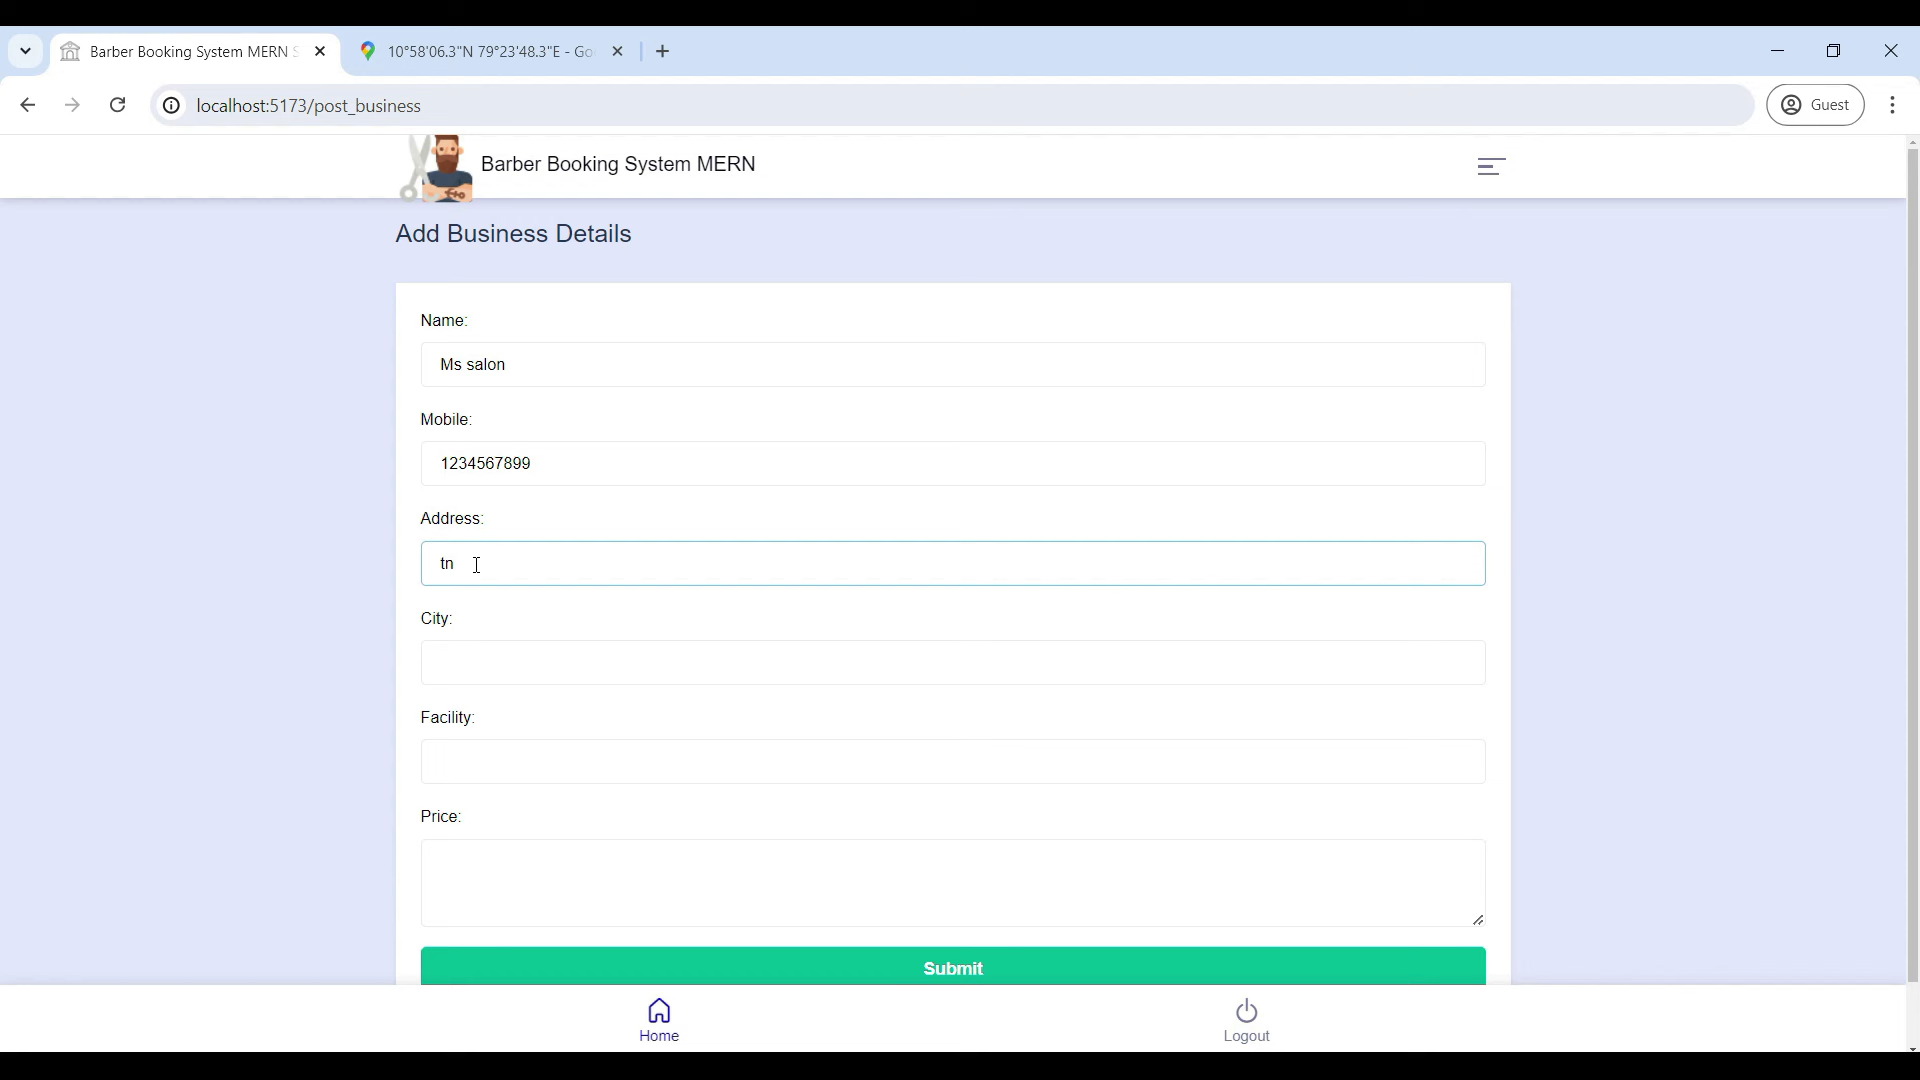 Barber Booking System MERN S
10°58'06.3"N 79°23'48.3"E - Go
localhost:5173/post_business
Guest
Barber Booking System MERN
Add Business Details
Name:
Ms salon
Mobile:
1234567899
Address:
tn
City:
Facility:
Price:
Submit
Home
Logout